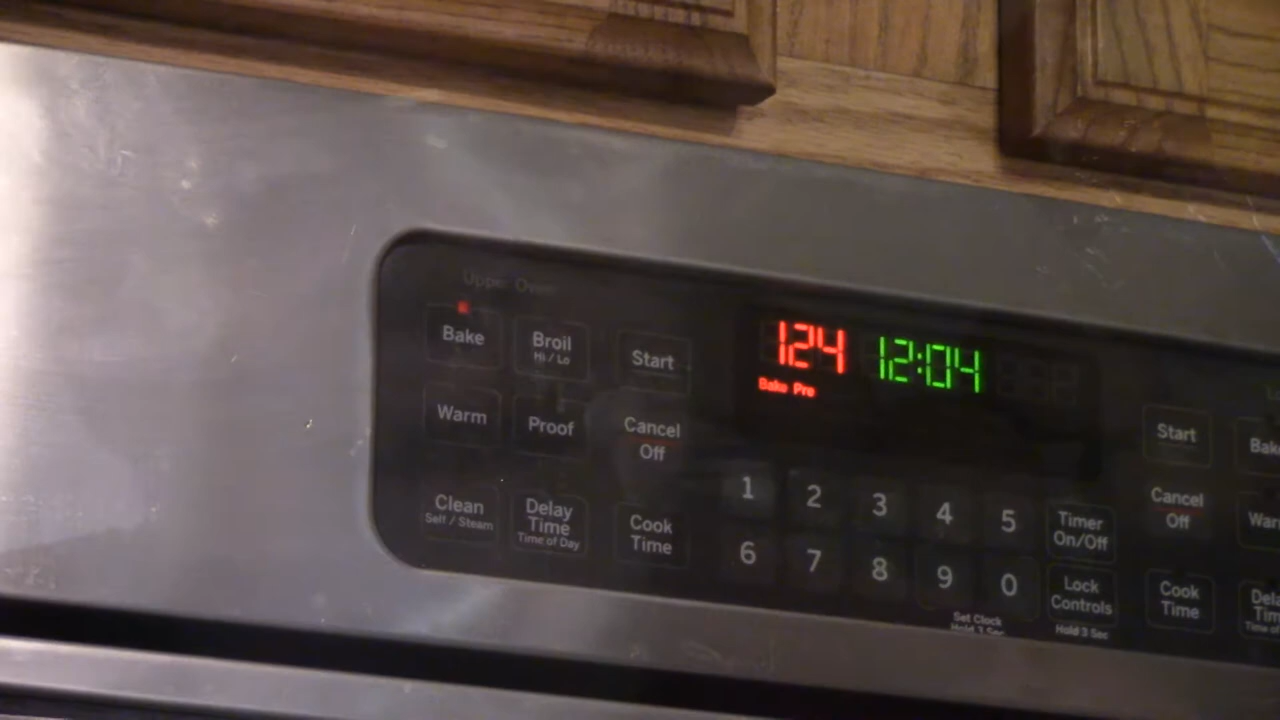 Upper Oven
Bake
Broil
Hi / Lo
Start
124
12:04
Bake Pre
Warm
Proof
Cancel
Off
Clean
Self / Steam
Delay
Time
Time of Day
Cook
Time
1 2 3 4 5
6 7 8 9 0
Set Clock
Hold 3 Sec
Timer
On/Off
Lock
Controls
Hold 3 Sec
Start
Cancel
Off
Cook
Time